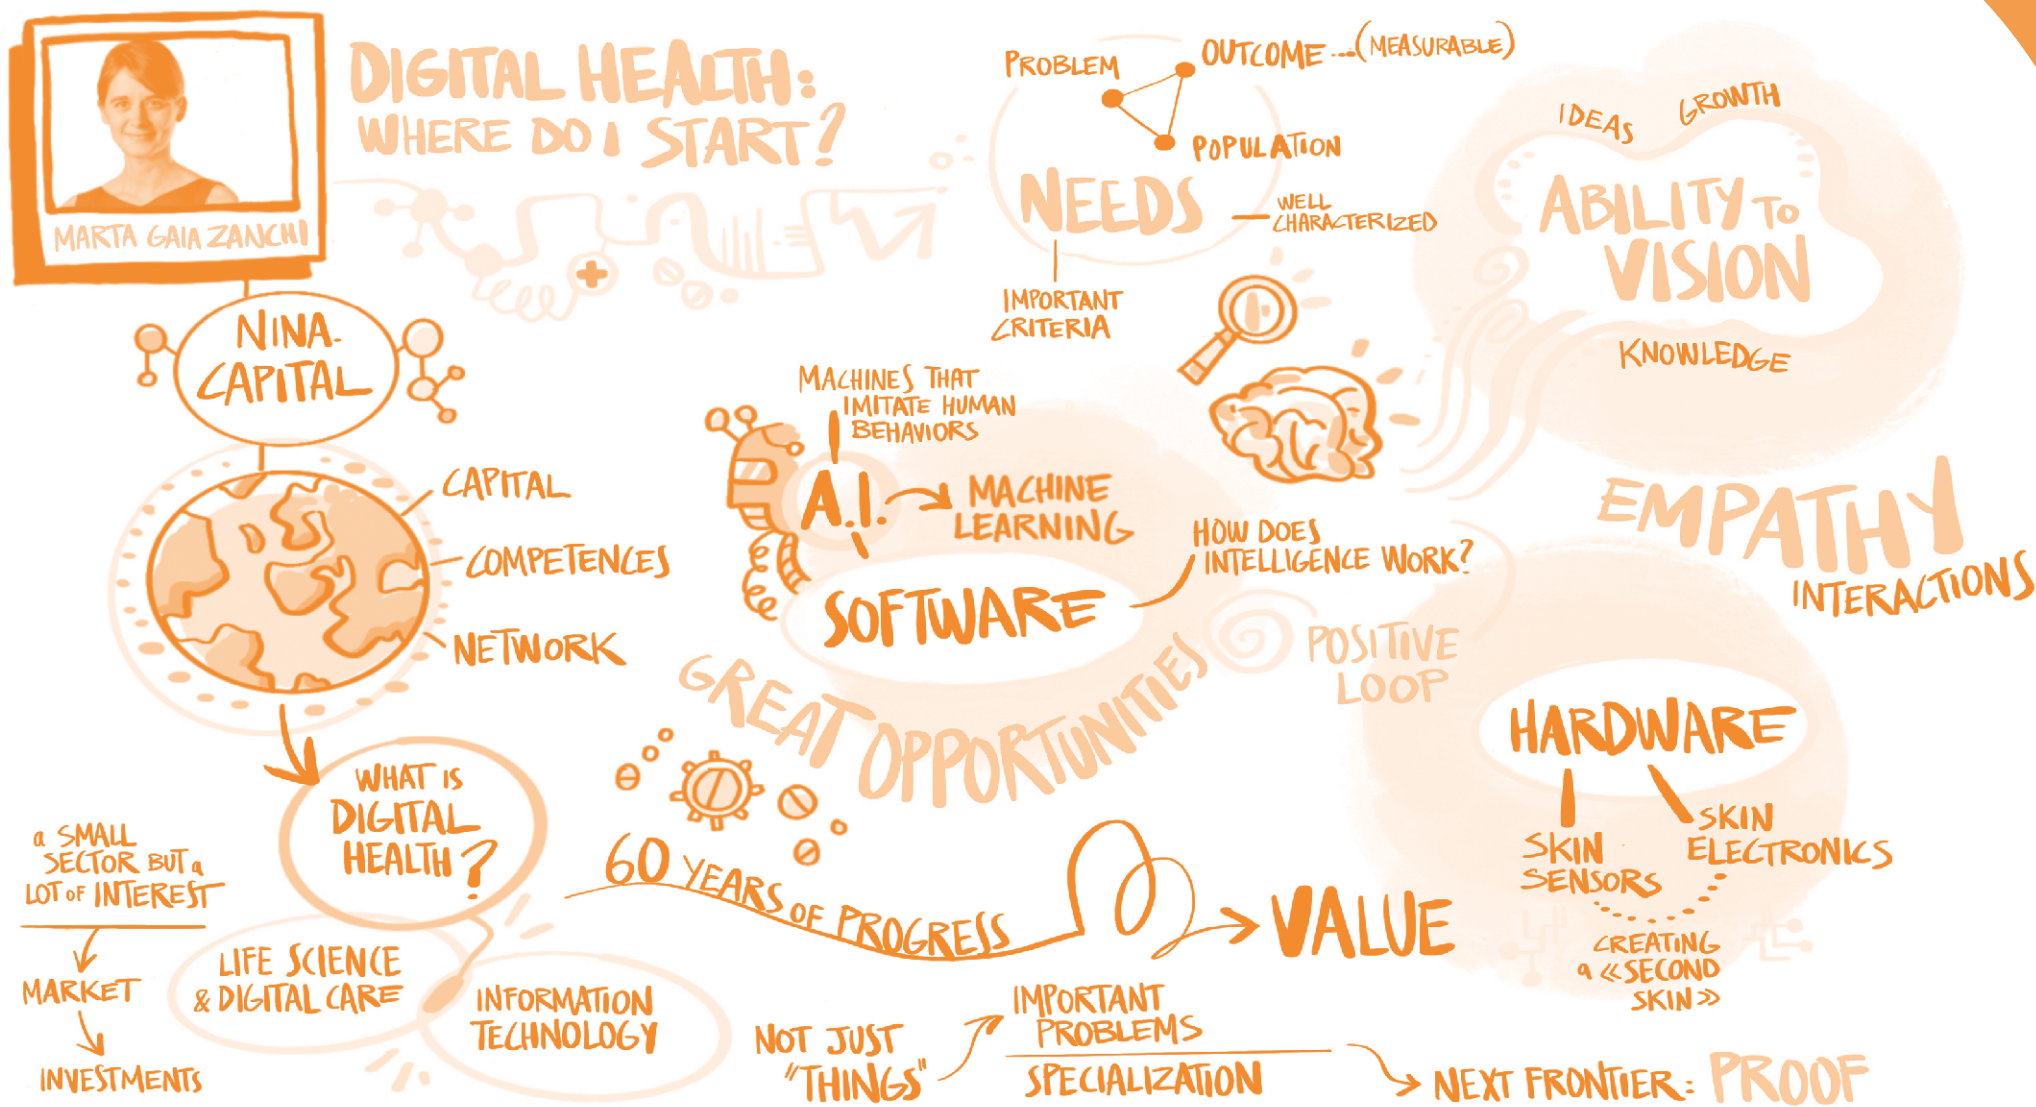 DIGITAL HEALTH:
WHERE DO I START?
MARTA GAIA ZANCHI
NINA.
CAPITAL
CAPITAL
COMPETENCES
NETWORK
WHAT IS
DIGITAL
HEALTH?
a SMALL
SECTOR BUT a
LOT OF INTEREST
MARKET
INVESTMENTS
LIFE SCIENCE
& DIGITAL CARE
INFORMATION
TECHNOLOGY
PROBLEM
OUTCOME ...(MEASURABLE)
POPULATION
NEEDS
WELL
CHARACTERIZED
IMPORTANT
CRITERIA
MACHINES THAT
IMITATE HUMAN
BEHAVIORS
A.I.
MACHINE
LEARNING
SOFTWARE
HOW DOES
INTELLIGENCE WORK?
GREAT OPPORTUNITIES
POSITIVE
LOOP
60 YEARS OF PROGRESS
VALUE
NOT JUST
"THINGS"
IMPORTANT
PROBLEMS
SPECIALIZATION
NEXT FRONTIER: PROOF
IDEAS
GROWTH
ABILITY TO
VISION
KNOWLEDGE
EMPATHY
INTERACTIONS
HARDWARE
SKIN
SENSORS
SKIN
ELECTRONICS
CREATING
a «SECOND
SKIN»